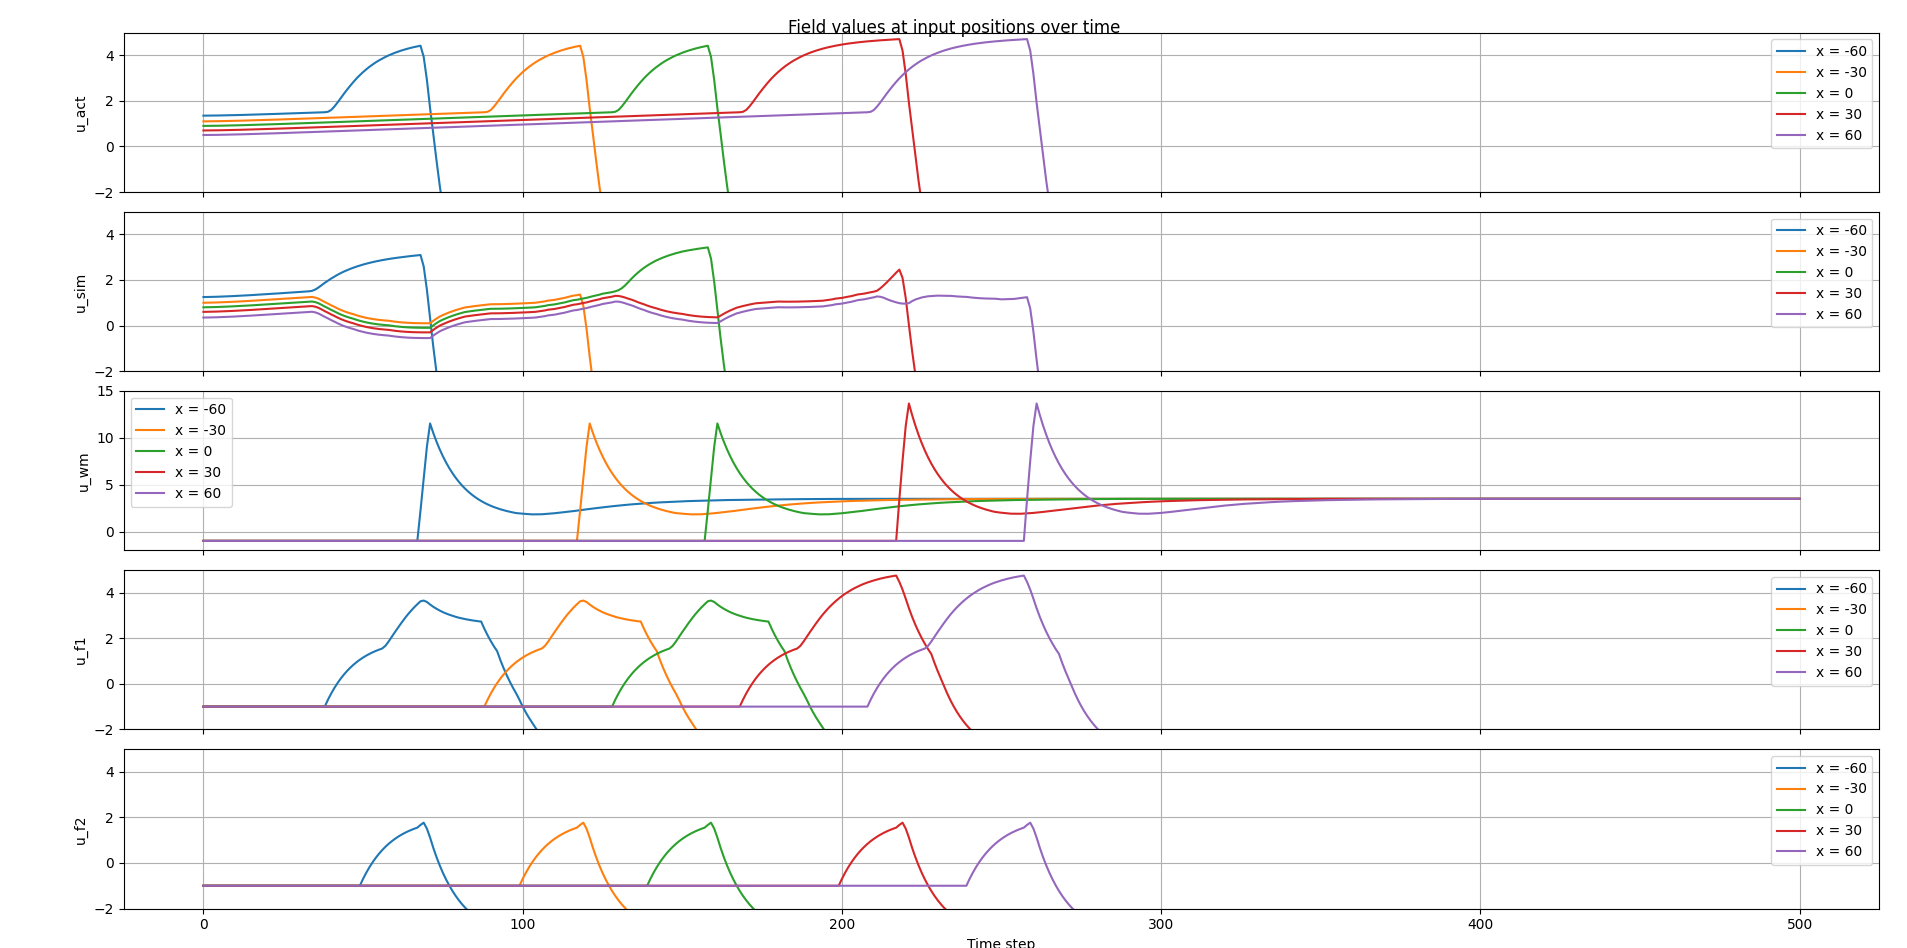 Field values at input positions over time
u_act
4
2
0
−2
x = -60
x = -30
x = 0
x = 30
x = 60
u_sim
4
2
0
−2
x = -60
x = -30
x = 0
x = 30
x = 60
u_wm
15
10
5
0
x = -60
x = -30
x = 0
x = 30
x = 60
u_f1
4
2
0
−2
x = -60
x = -30
x = 0
x = 30
x = 60
u_f2
4
2
0
−2
x = -60
x = -30
x = 0
x = 30
x = 60
0 100 200 300 400 500
Time step